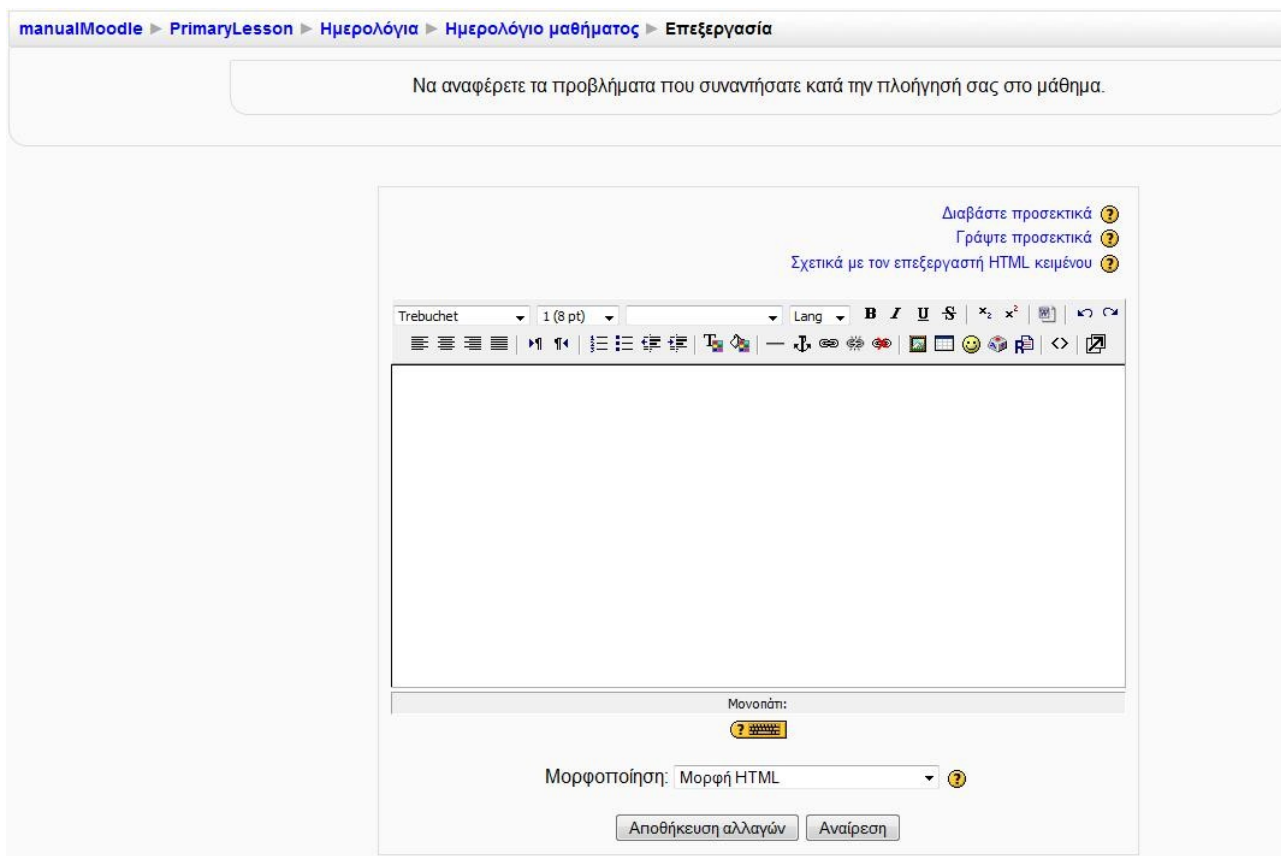 manualMoodle ► PrimaryLesson ► Ημερολόγια ► Ημερολόγιο μαθήματος ► Επεξεργασία
Να αναφέρετε τα προβλήματα που συναντήσατε κατά την πλοήγησή σας στο μάθημα.
Διαβάστε προσεκτικά
Γράψτε προσεκτικά
Σχετικά με τον επεξεργαστή HTML κειμένου
Trebuchet 1 (8 pt) Lang B I U S x₂ x²
Μονοπάτι:
Μορφοποίηση: Μορφή HTML
Αποθήκευση αλλαγών Αναίρεση